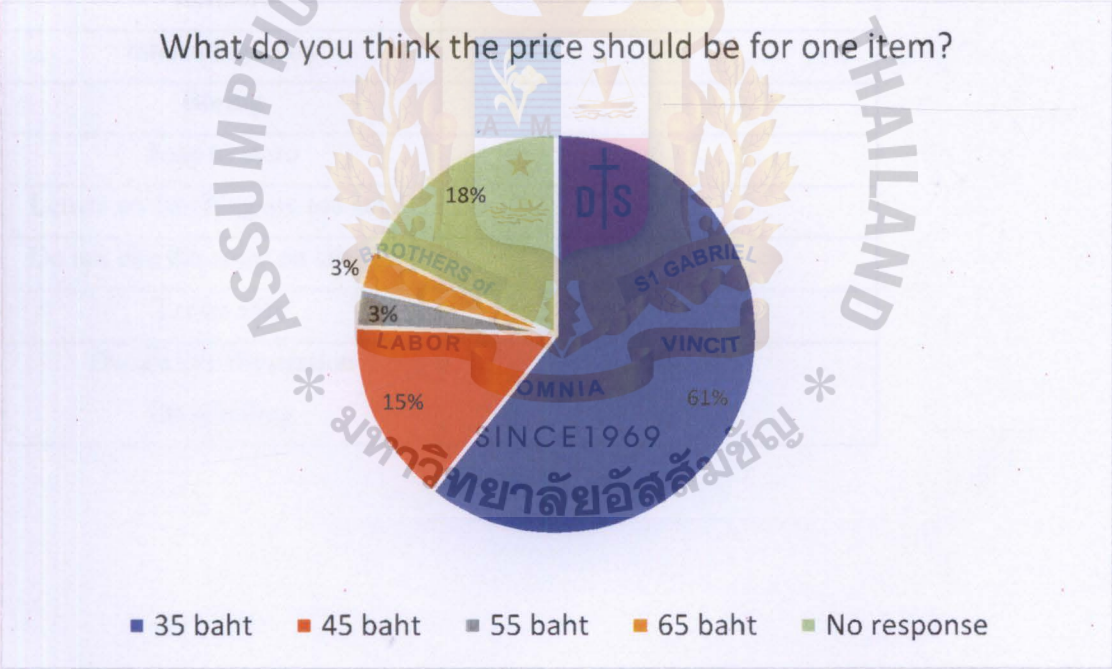 What do you think the price should be for one item?
ASSUMPTIO
THAILAND
A M
D S
18%
BROTHERS of
S1 GABRIEL
3%
3%
LABOR
VINCIT
OMNIA
15%
61%
SINCE1969
* มหาวิทยาลัยอัสสัมชัญ *
35 baht 45 baht 55 baht 65 baht No response